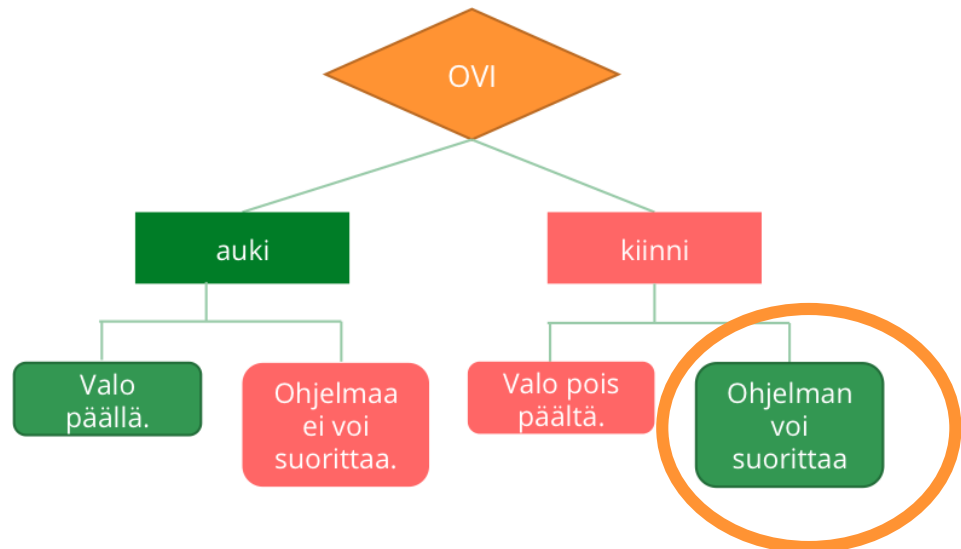 OVI
auki
kiinni
Valo
päällä.
Ohjelmaa
ei voi
suorittaa.
Valo pois
päältä.
Ohjelman
voi
suorittaa